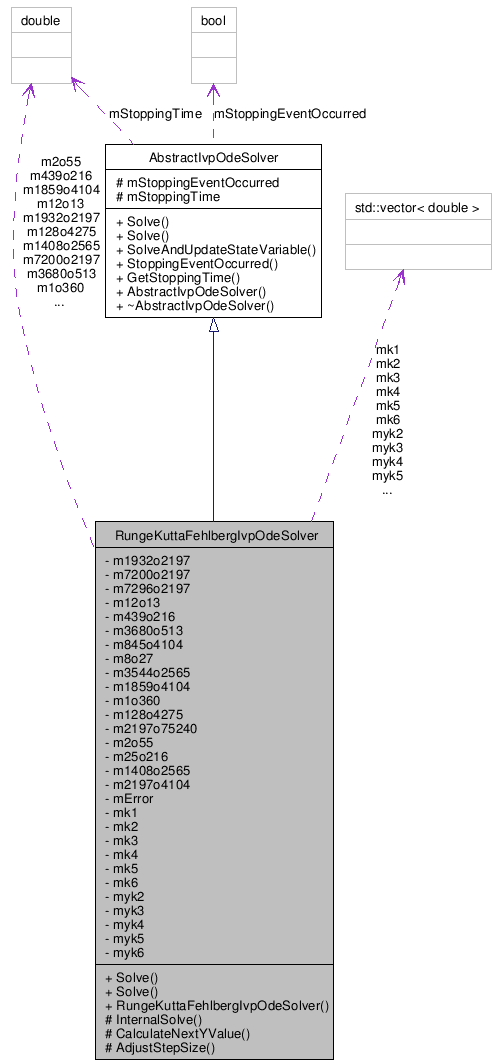 double
bool
mStoppingTime
mStoppingEventOccurred
m2o55
m439o216
m1859o4104
m12o13
m1932o2197
m128o4275
m1408o2565
m7200o2197
m3680o513
m1o360
...
AbstractIvpOdeSolver
# mStoppingEventOccurred
# mStoppingTime
+ Solve()
+ Solve()
+ SolveAndUpdateStateVariable()
+ StoppingEventOccurred()
+ GetStoppingTime()
+ AbstractIvpOdeSolver()
+ ~AbstractIvpOdeSolver()
std::vector< double >
mk1
mk2
mk3
mk4
mk5
mk6
myk2
myk3
myk4
myk5
...
RungeKuttaFehlbergIvpOdeSolver
- m1932o2197
- m7200o2197
- m7296o2197
- m12o13
- m439o216
- m3680o513
- m845o4104
- m8o27
- m3544o2565
- m1859o4104
- m1o360
- m128o4275
- m2197o75240
- m2o55
- m25o216
- m1408o2565
- m2197o4104
- mError
- mk1
- mk2
- mk3
- mk4
- mk5
- mk6
- myk2
- myk3
- myk4
- myk5
- myk6
+ Solve()
+ Solve()
+ RungeKuttaFehlbergIvpOdeSolver()
# InternalSolve()
# CalculateNextYValue()
# AdjustStepSize()